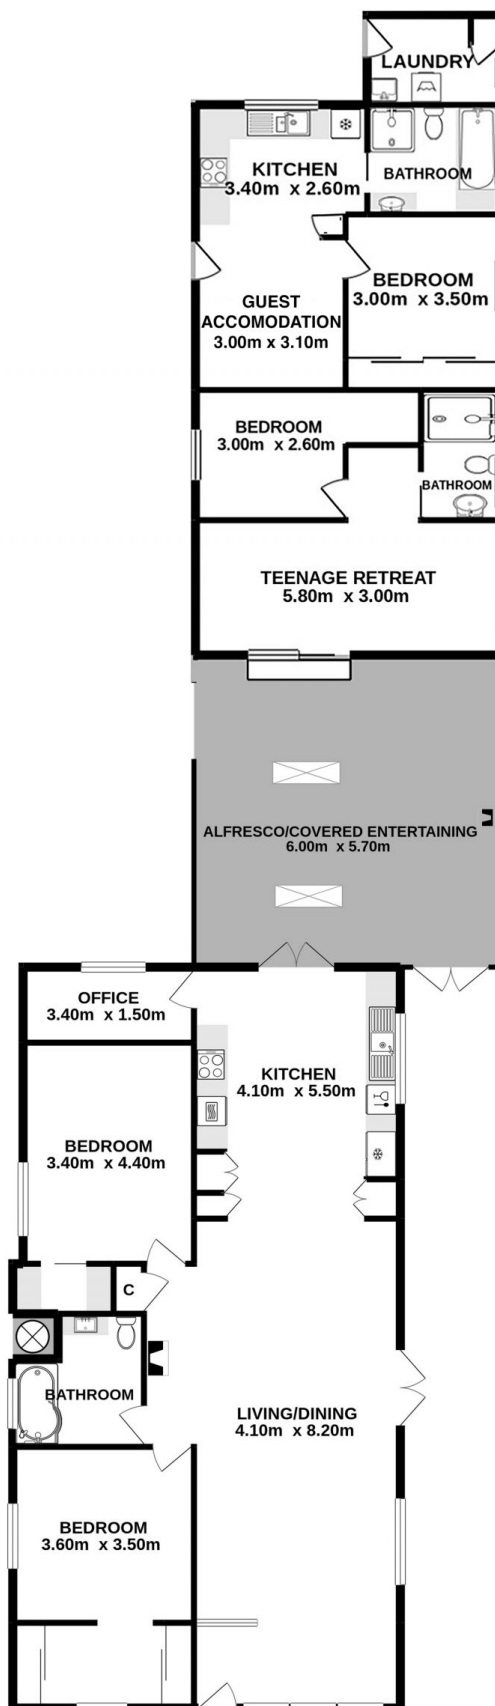 LAUNDRY
KITCHEN
3.40m x 2.60m
BATHROOM
BEDROOM
3.00m x 3.50m
GUEST
ACCOMODATION
3.00m x 3.10m
BEDROOM
3.00m x 2.60m
BATHROOM
TEENAGE RETREAT
5.80m x 3.00m
ALFRESCO/COVERED ENTERTAINING
6.00m x 5.70m
OFFICE
3.40m x 1.50m
KITCHEN
4.10m x 5.50m
BEDROOM
3.40m x 4.40m
C
BATHROOM
LIVING/DINING
4.10m x 8.20m
BEDROOM
3.60m x 3.50m